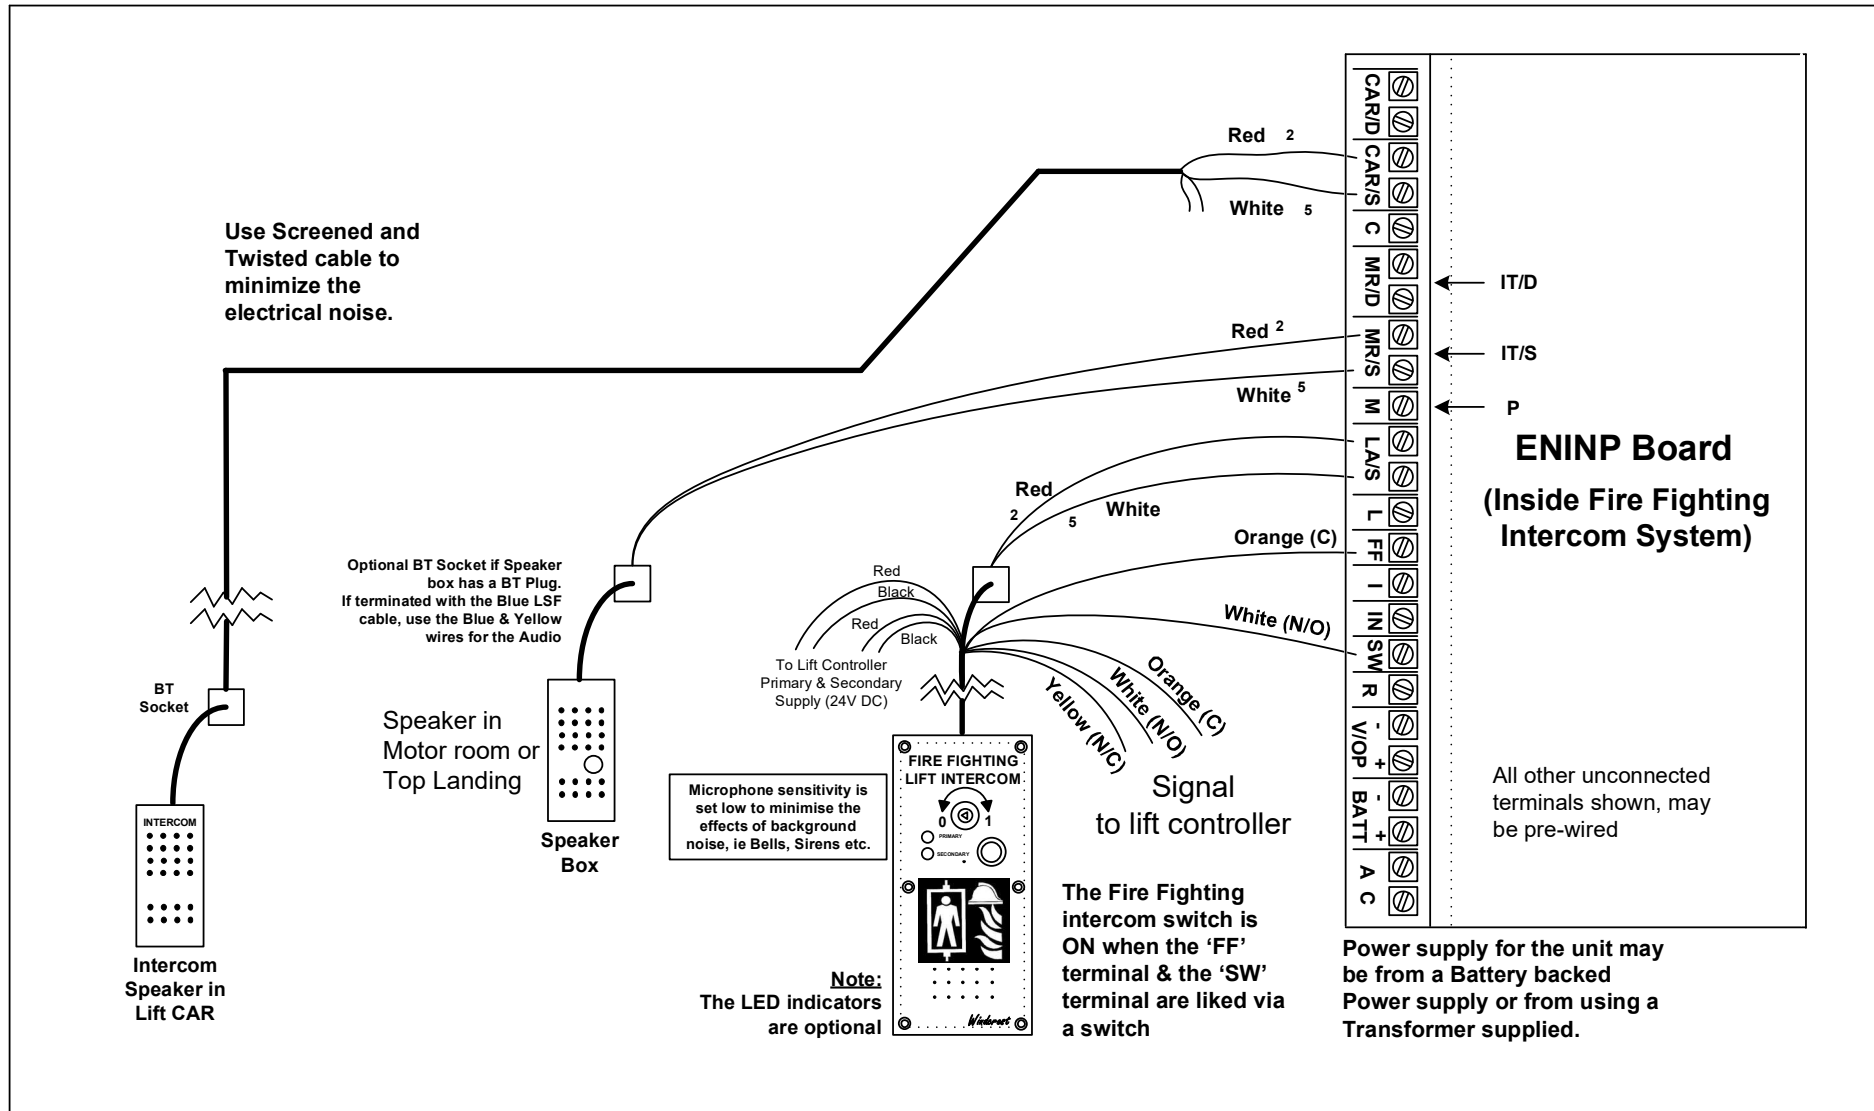 Use Screened and
Twisted cable to
minimize the
electrical noise.
Red 2
White 5
Red 2
White 5
Red
2
White
5
Orange (C)
White (N/O)
Optional BT Socket if Speaker
box has a BT Plug.
If terminated with the Blue LSF
cable, use the Blue & Yellow
wires for the Audio
Red
Black
Red
Black
To Lift Controller
Primary & Secondary
Supply (24V DC)
Orange (C)
White (N/O)
Yellow (N/C)
Signal
to lift controller
BT
Socket
INTERCOM
Intercom
Speaker in
Lift CAR
Speaker in
Motor room or
Top Landing
Speaker
Box
Microphone sensitivity is
set low to minimise the
effects of background
noise, ie Bells, Sirens etc.
FIRE FIGHTING
LIFT INTERCOM
0 1
PRIMARY
SECONDARY
Windcrest
Note:
The LED indicators
are optional
The Fire Fighting
intercom switch is
ON when the ‘FF’
terminal & the ‘SW’
terminal are liked via
a switch
CAR/D
CAR/S
C
MR/D
MR/S
M
LA/S
L
FF
I
IN
SW
R
- V/OP +
- BATT +
A
C
IT/D
IT/S
P
ENINP Board
(Inside Fire Fighting
Intercom System)
All other unconnected
terminals shown, may
be pre-wired
Power supply for the unit may
be from a Battery backed
Power supply or from using a
Transformer supplied.